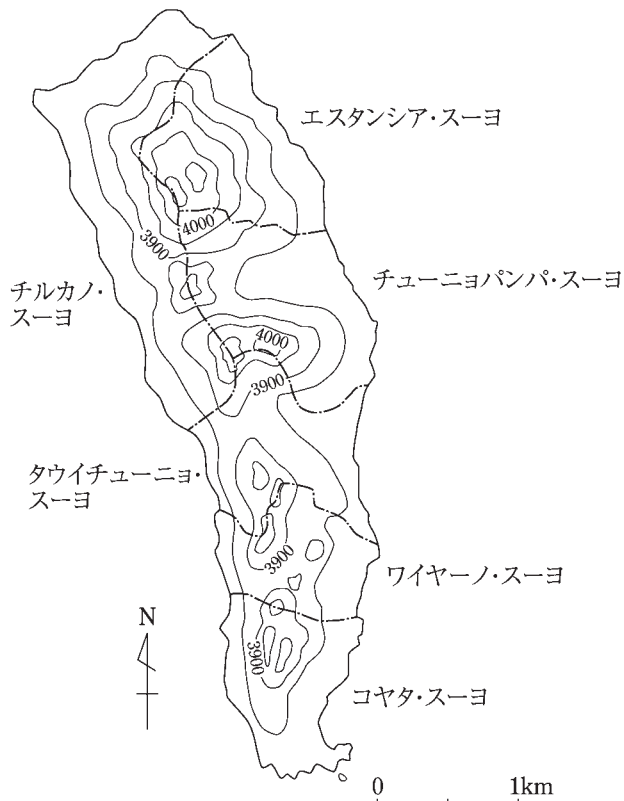 エスタンシア・スーヨ
4000
3900
チューニョパンパ・スーヨ
チルカノ・
スーヨ
4000
3900
タウイチューニョ・
スーヨ
3900
ワイヤーノ・スーヨ
N
3900
コヤタ・スーヨ
0 1km